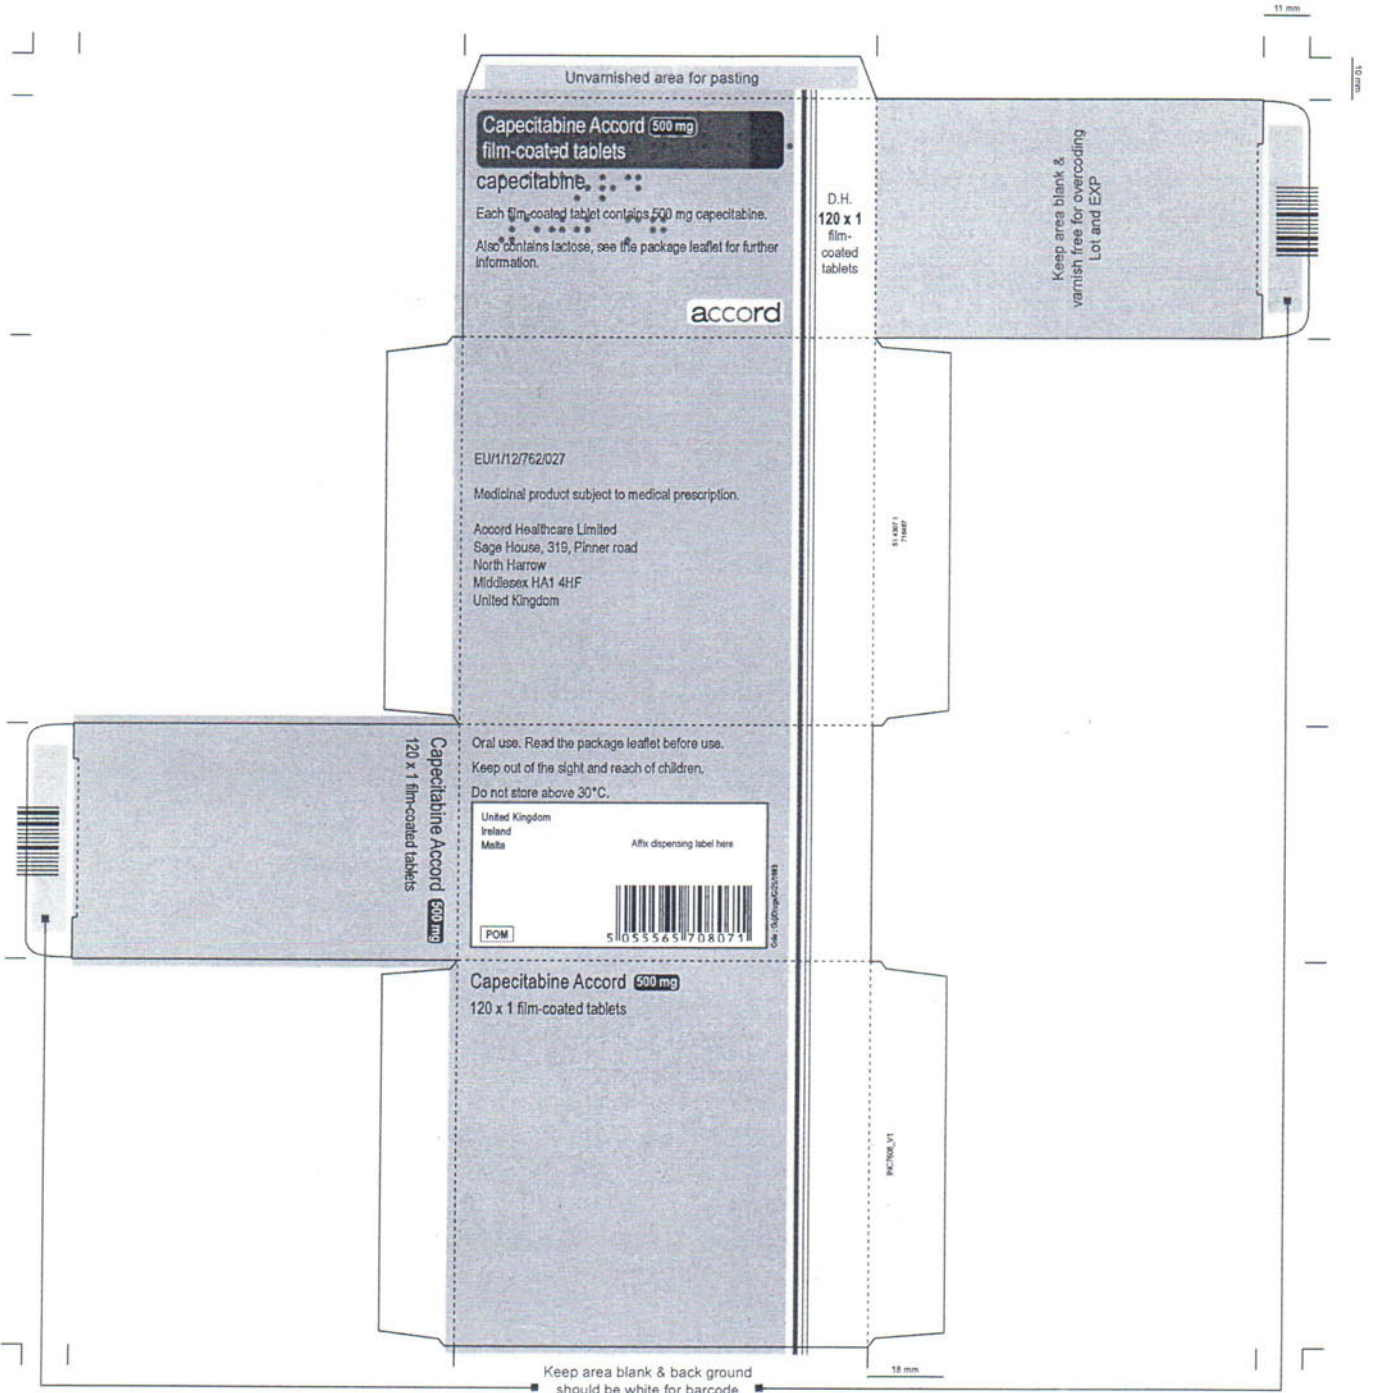 11 mm
10 mm
Unvarnished area for pasting
Capecitabine Accord 500 mg
film-coated tablets
capecitabine
Each film-coated tablet contains 500 mg capecitabine.
Also contains lactose, see the package leaflet for further
information.
accord
D.H.
120 x 1
film-
coated
tablets
Keep area blank &
varnish free for overcoding
Lot and EXP
EU/1/12/762/027
Medicinal product subject to medical prescription.
Accord Healthcare Limited
Sage House, 319, Pinner road
North Harrow
Middlesex HA1 4HF
United Kingdom
Capecitabine Accord 500 mg
120 x 1 film-coated tablets
Oral use. Read the package leaflet before use.
Keep out of the sight and reach of children.
Do not store above 30°C.
United Kingdom
Ireland
Malta
Affix dispensing label here
POM
5 055565 708071
Capecitabine Accord 500 mg
120 x 1 film-coated tablets
INC7608_V1
18 mm
Keep area blank & back ground
should be white for barcode